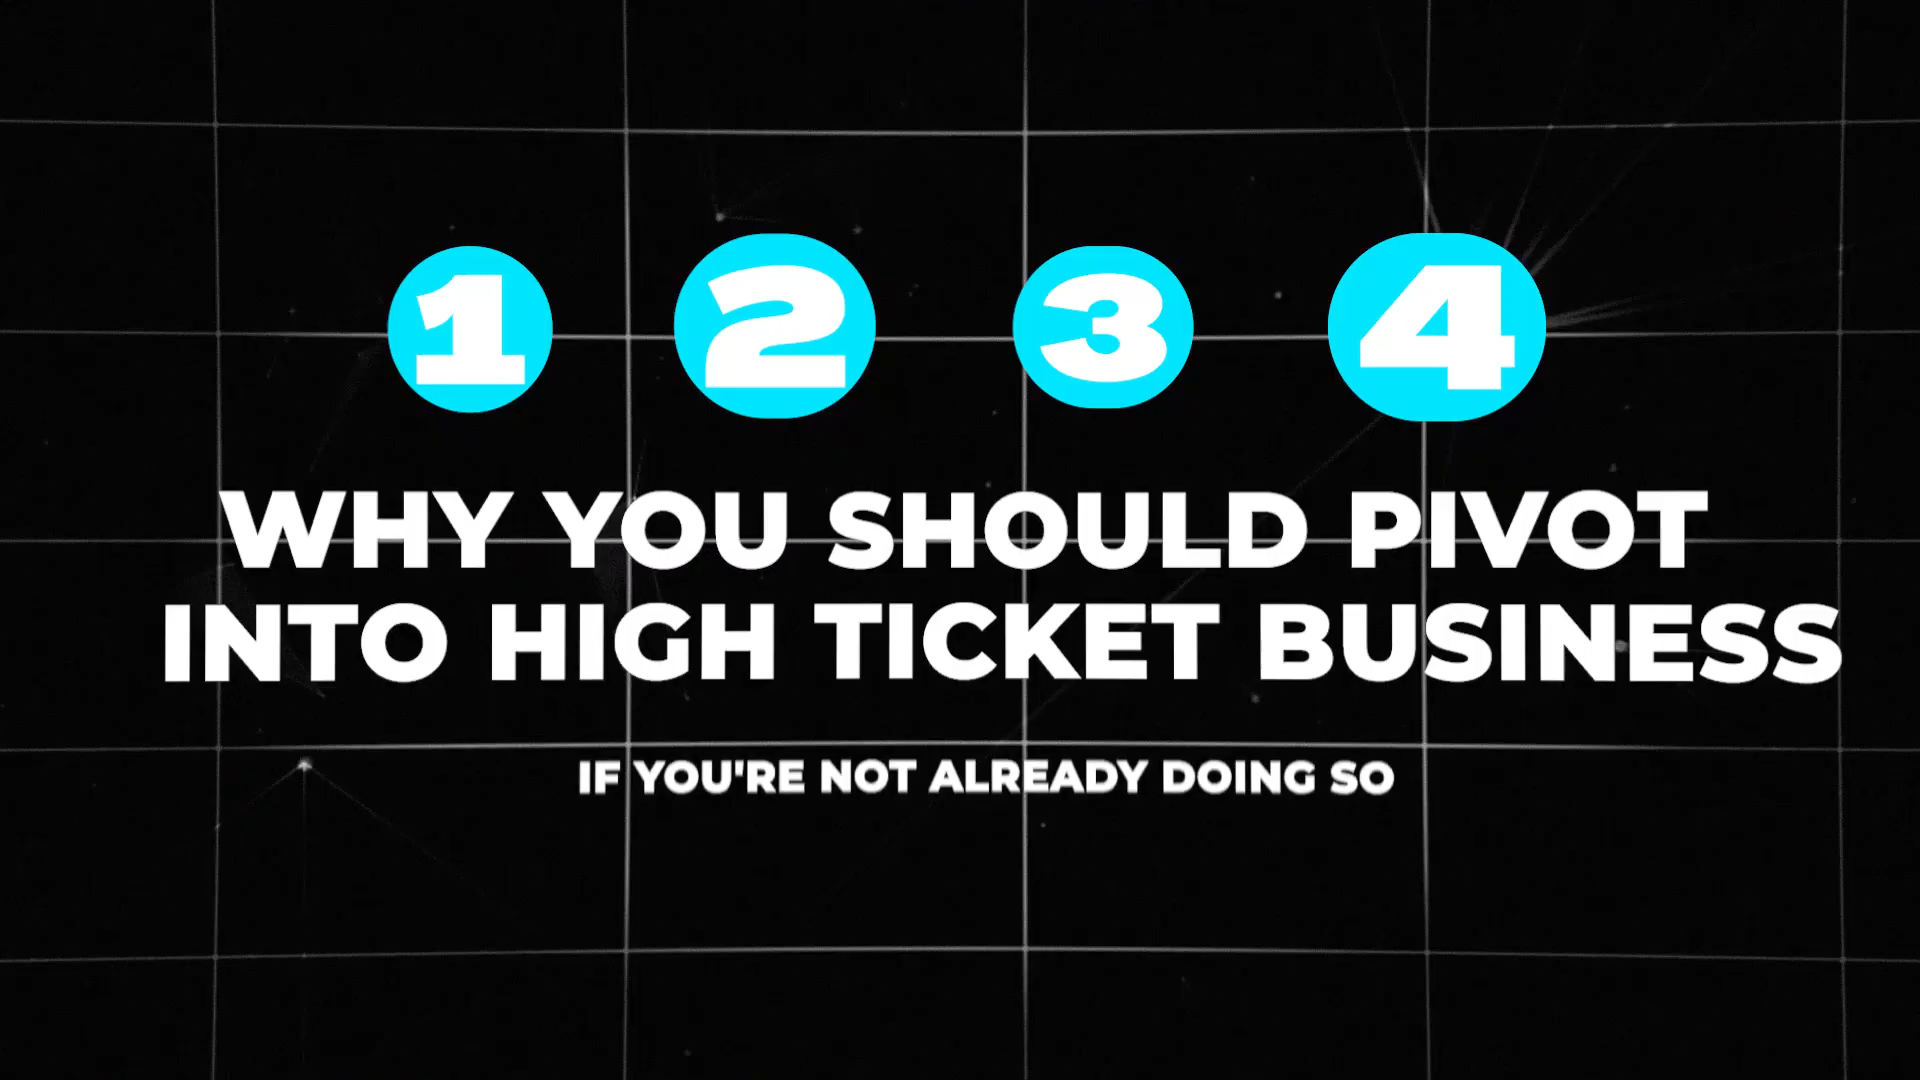 1 2 3 4
WHY YOU SHOULD PIVOT
INTO HIGH TICKET BUSINESS
IF YOU'RE NOT ALREADY DOING SO